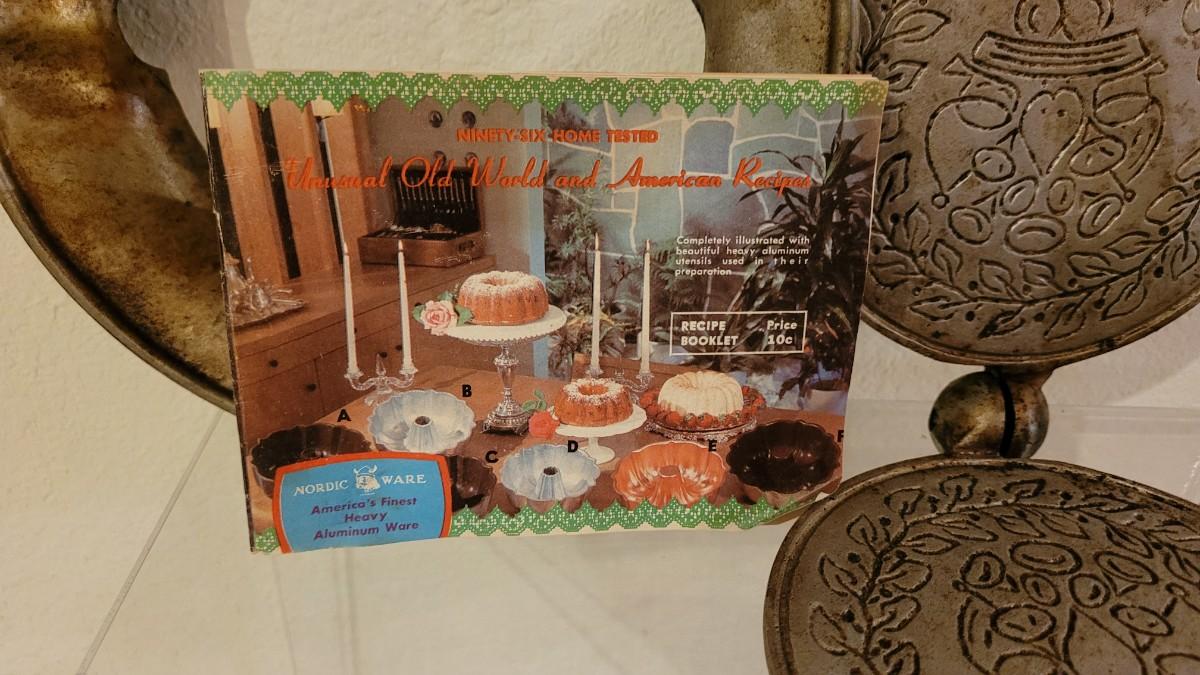 NINETY-SIX HOME TESTED
Unusual Old World and American Recipes
Completely illustrated with
beautiful heavy aluminum
utensils used in their
preparation
RECIPE Price
BOOKLET 10c
A
B
C
D
E
F
NORDIC WARE
America's Finest
Heavy
Aluminum Ware